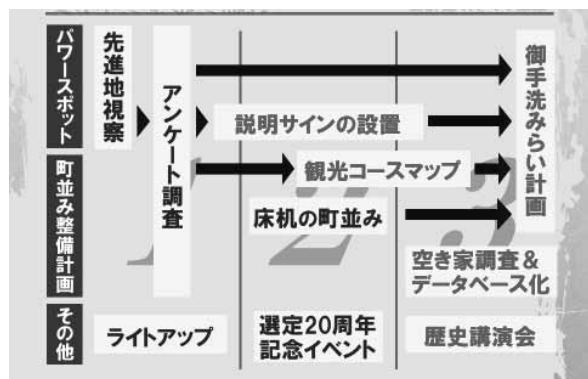 パワースポット
先進地視察
アンケート調査
説明サインの設置
観光コースマップ
御手洗みらい計画
町並み整備計画
床机の町並み
空き家調査&
データベース化
その他
ライトアップ
選定20周年
記念イベント
歴史講演会
1
2
3